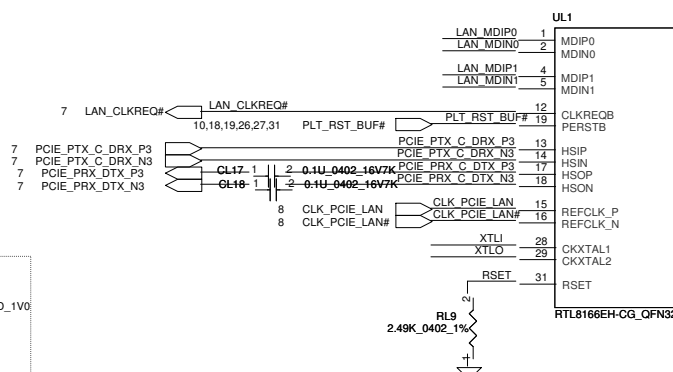 UL1
LAN_MDIP0 1 MDIP0
LAN_MDIN0 2 MDIN0
LAN_MDIP1 4 MDIP1
LAN_MDIN1 5 MDIN1
7 LAN_CLKREQ# LAN_CLKREQ# 12 CLKREQB
10,18,19,26,27,31 PLT_RST_BUF# PLT_RST_BUF# 19 PERSTB
7 PCIE_PTX_C_DRX_P3 PCIE_PTX_C_DRX_P3 13 HSIP
7 PCIE_PTX_C_DRX_N3 PCIE_PTX_C_DRX_N3 14 HSIN
7 PCIE_PRX_DTX_P3 CL17 1 2 0.1U_0402_16V7K PCIE_PRX_C_DTX_P3 17 HSOP
7 PCIE_PRX_DTX_N3 CL18 1 2 0.1U_0402_16V7K PCIE_PRX_C_DTX_N3 18 HSON
8 CLK_PCIE_LAN CLK_PCIE_LAN 15 REFCLK_P
8 CLK_PCIE_LAN# CLK_PCIE_LAN# 16 REFCLK_N
XTLI 28 CKXTAL1
XTLO 29 CKXTAL2
RSET 31 RSET
2
D_1V0
RL9
2.49K_0402_1%
1
RTL8166EH-CG_QFN32